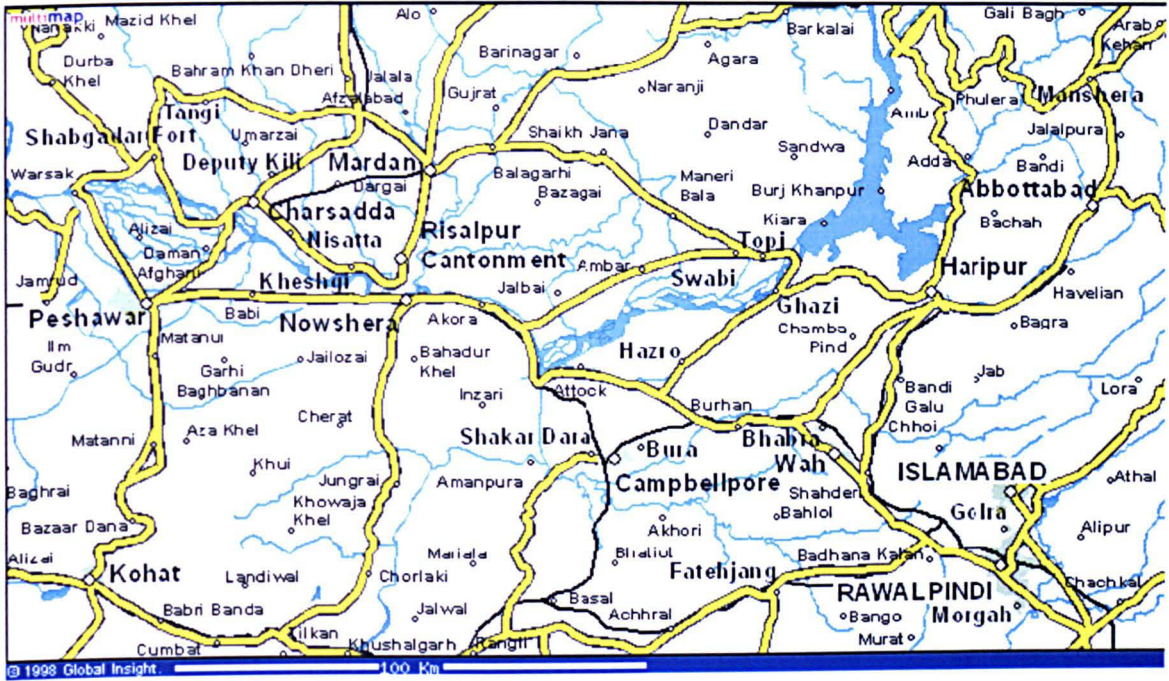 multimap
Alo
Gali Bagh
Arab
Kehan
Mazid Khel
Barkalai
Barinagar
Durba
Khel
Bahram Khan Dheri
Jalala
Agara
Naranji
Afzalabad
Gujrat
Phulera
Manshera
Amb
Tangi
Shabgadar Fort
Umarzai
Shaikh Jana
Dandar
Jalalpura
Deputy Kili
Mardan
Sandwa
Adda
Bandi
Warsak
Dargai
Balagarhi
Bazagai
Maneri
Bala
Burj Khanpur
Abbottabad
Charsadda
Kiara
Bachah
Alizai
Nisatta
Risalpur
Cantonment
Topi
Daman
Afghani
Ambar
Swabi
Haripur
Jamrud
Kheshgi
Jalbai
Ghazi
Havelian
Peshawar
Babi
Nowshera
Akora
Chamba
Pind
Bagra
Matanui
Ilm
Gudr
Jailozai
Bahadur
Khel
Hazro
Garhi
Baghbanan
Inzari
Attock
Bandi
Galu
Jab
Lora
Cherat
Burhan
Chhoi
Matanni
Aza Khel
Shakar Dara
Bura
Bhabra
Wah
Khui
Jungrai
Amanpura
Campbellpore
ISLAMABAD
Athal
Baghrai
Khowaja
Khel
Shahder
Bahlol
Golra
Bazaar Dana
Akhori
Alipur
Alizai
Mariala
Badhana Kalan
Kohat
Landiwal
Chorlaki
Fatehjang
Chachkal
Babri Banda
Jalwal
Basal
Achhral
RAWALPINDI
Morgah
Bango
Cumbat
Khushalgarh
Murat
© 1998 Global Insight.
100 Km